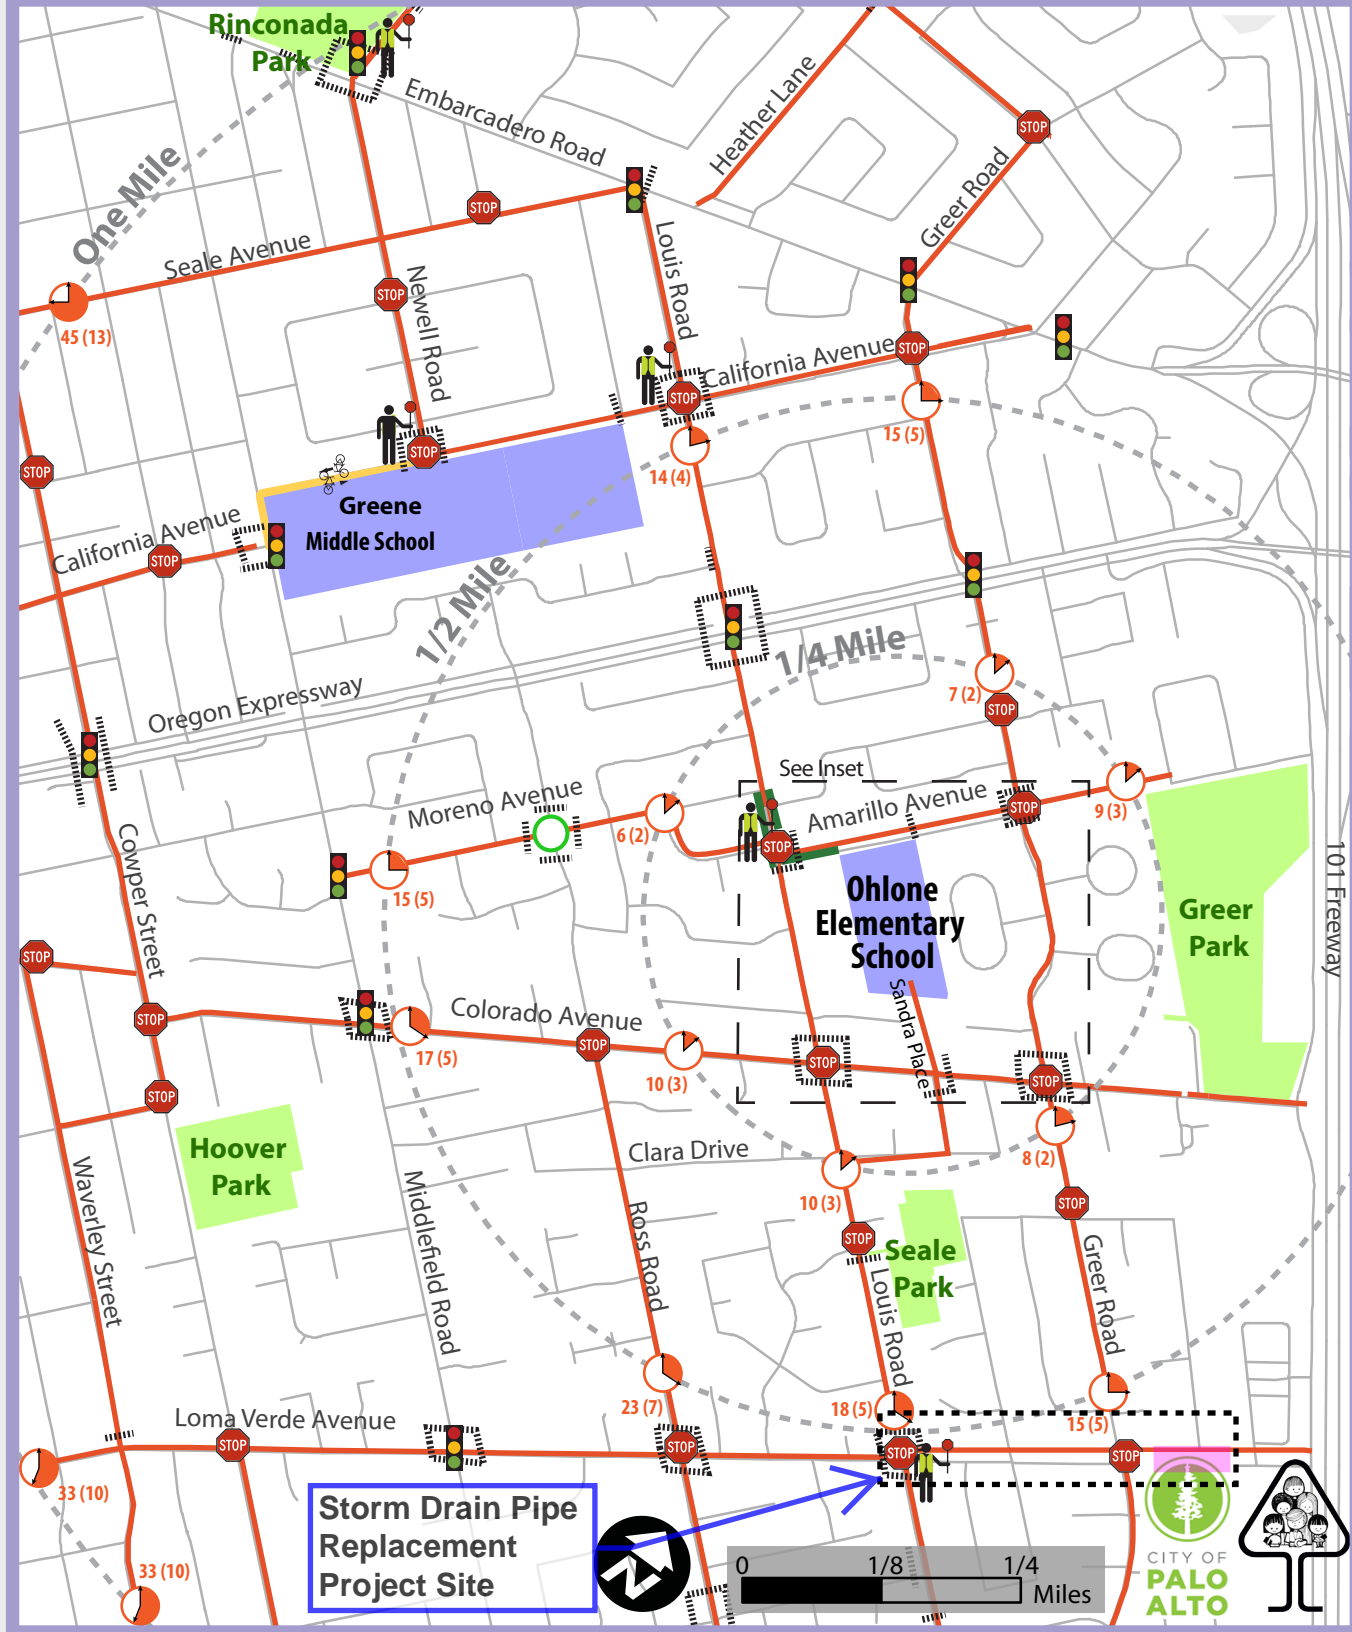 Rinconada
Park
Embarcadero Road
Heather Lane
STOP
One Mile
STOP
Greer Road
Seale Avenue
Louis Road
STOP
Newell Road
45 (13)
California Avenue
STOP
STOP
15 (5)
STOP
14 (4)
STOP
Greene
Middle School
California Avenue
STOP
1/2 Mile
1/4 Mile
7 (2)
STOP
Oregon Expressway
See Inset
Moreno Avenue
6 (2)
Amarillo Avenue
STOP
9 (3)
STOP
Cowper Street
15 (5)
Ohlone
Elementary
School
Greer
Park
101 Freeway
STOP
Sandra Place
STOP
Colorado Avenue
STOP
17 (5)
10 (3)
STOP
STOP
STOP
Hoover
Park
Clara Drive
8 (2)
10 (3)
STOP
Waverley Street
Middlefield Road
Ross Road
STOP
Seale
Park
Louis Road
Greer Road
23 (7)
18 (5)
15 (5)
Loma Verde Avenue
STOP
STOP
STOP
STOP
33 (10)
Storm Drain Pipe
Replacement
Project Site
N
0 1/8 1/4
Miles
33 (10)
CITY OF
PALO
ALTO